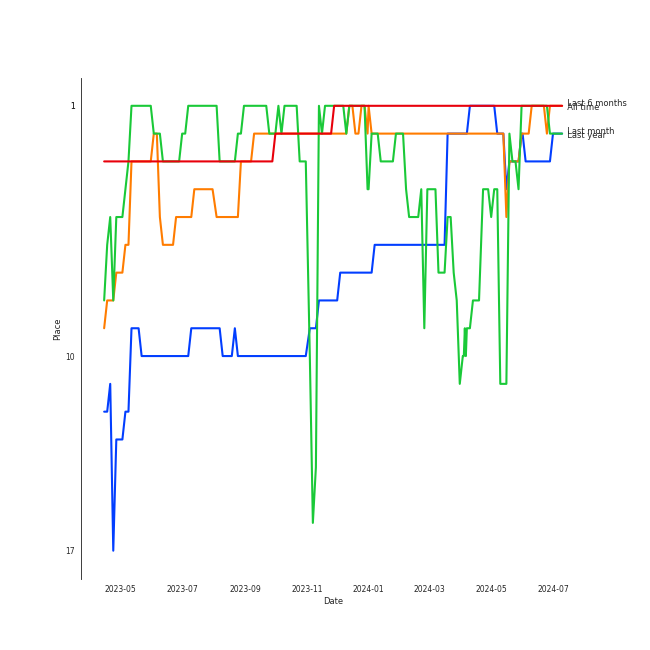 1
10
17
Place
2023-05
2023-07
2023-09
2023-11
2024-01
2024-03
2024-05
2024-07
Date
Last 6 months
All time
Last month
Last year